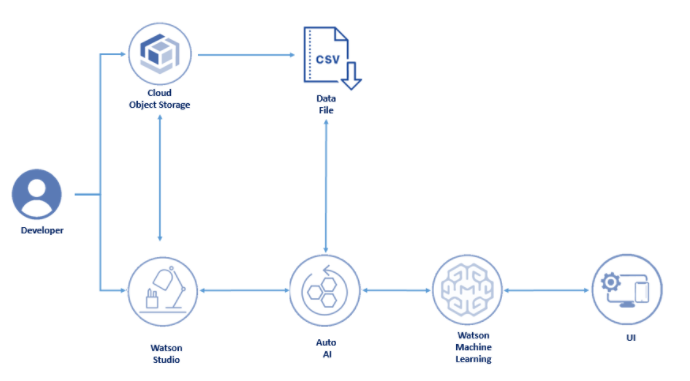 CSV
Cloud
Object Storage
Data
File
Developer
Watson
Studio
Auto
AI
Watson
Machine
Learning
UI